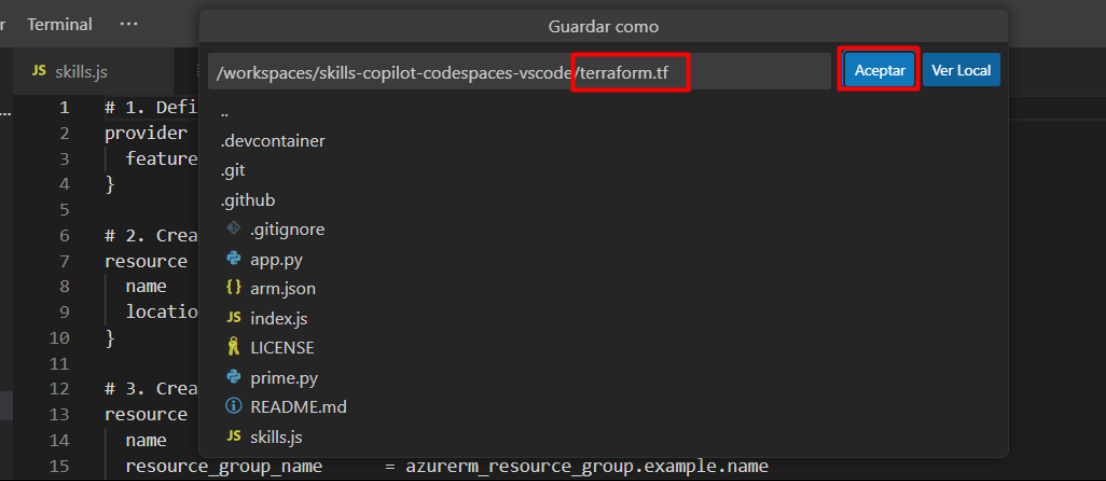 r Terminal ...
Guardar como
JS skills.js
/workspaces/skills-copilot-codespaces-vscode/terraform.tf
Aceptar
Ver Local
..
.devcontainer
.git
.github
.gitignore
app.py
{} arm.json
JS index.js
LICENSE
prime.py
README.md
JS skills.js
1 # 1. Defi
2 provider
3 feature
4 }
5
6 # 2. Crea
7 resource
8 name
9 locatio
10 }
11
12 # 3. Crea
13 resource
14 name
15 resource_group_name = azurerm_resource_group.example.name